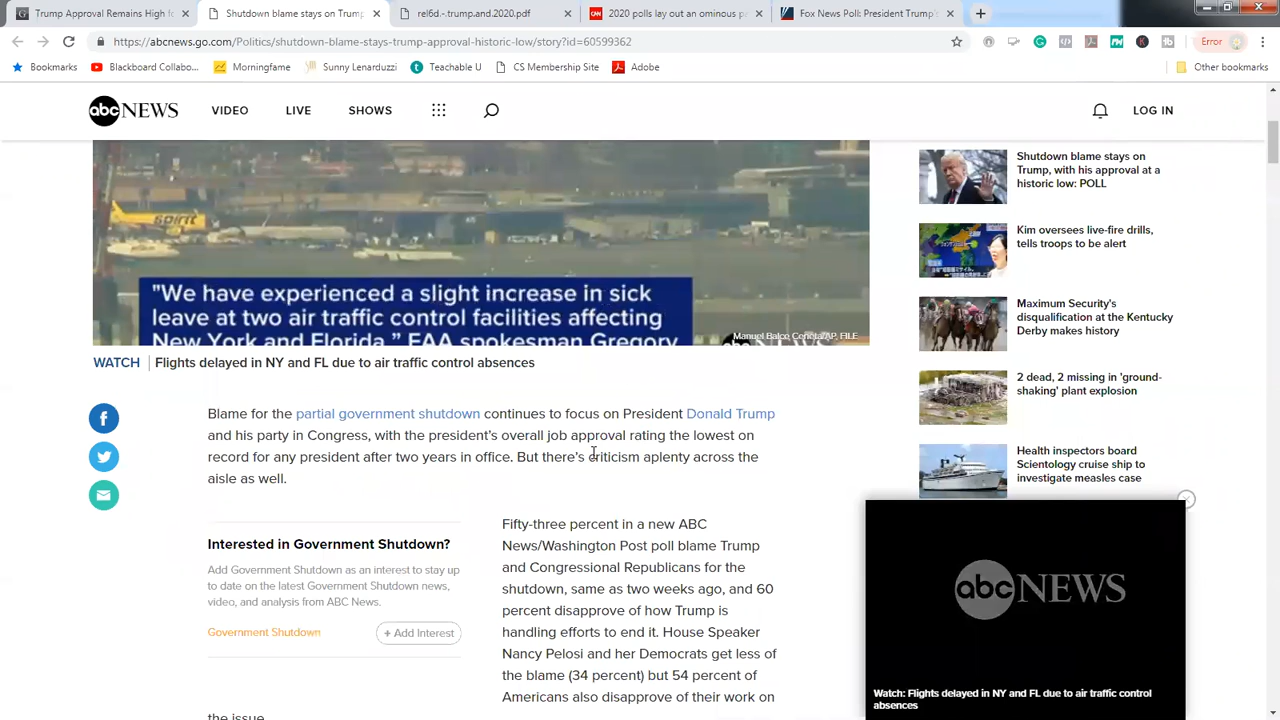 Trump Approval Remains High f
Shutdown blame stays on Trump
rel6d.-.trump.and.2020.pdf
CNN
2020 polls lay out an ominous pa
Fox News Poll: President Trump's
https://abcnews.go.com/Politics/shutdown-blame-stays-trump-approval-historic-low/story?id=60599362
Error
Bookmarks
Blackboard Collabo...
Morningfame
Sunny Lenarduzzi
Teachable U
CS Membership Site
Adobe
Other bookmarks
abc NEWS
VIDEO
LIVE
SHOWS
LOG IN
spirit
"We have experienced a slight increase in sick
leave at two air traffic control facilities affecting
New York and Florida," FAA spokesman Gregory
WATCH
Flights delayed in NY and FL due to air traffic control absences
Blame for the partial government shutdown continues to focus on President Donald Trump
and his party in Congress, with the president's overall job approval rating the lowest on
record for any president after two years in office. But there's criticism aplenty across the
aisle as well.
Interested in Government Shutdown?
Add Government Shutdown as an interest to stay up
to date on the latest Government Shutdown news,
video, and analysis from ABC News.
Government Shutdown
+ Add Interest
Fifty-three percent in a new ABC
News/Washington Post poll blame Trump
and Congressional Republicans for the
shutdown, same as two weeks ago, and 60
percent disapprove of how Trump is
handling efforts to end it. House Speaker
Nancy Pelosi and her Democrats get less of
the blame (34 percent) but 54 percent of
Americans also disapprove of their work on
the issue.
Shutdown blame stays on
Trump, with his approval at a
historic low: POLL
Kim oversees live-fire drills,
tells troops to be alert
Maximum Security's
disqualification at the Kentucky
Derby makes history
2 dead, 2 missing in 'ground-
shaking' plant explosion
Health inspectors board
Scientology cruise ship to
investigate measles case
abc NEWS
Watch: Flights delayed in NY and FL due to air traffic control
absences